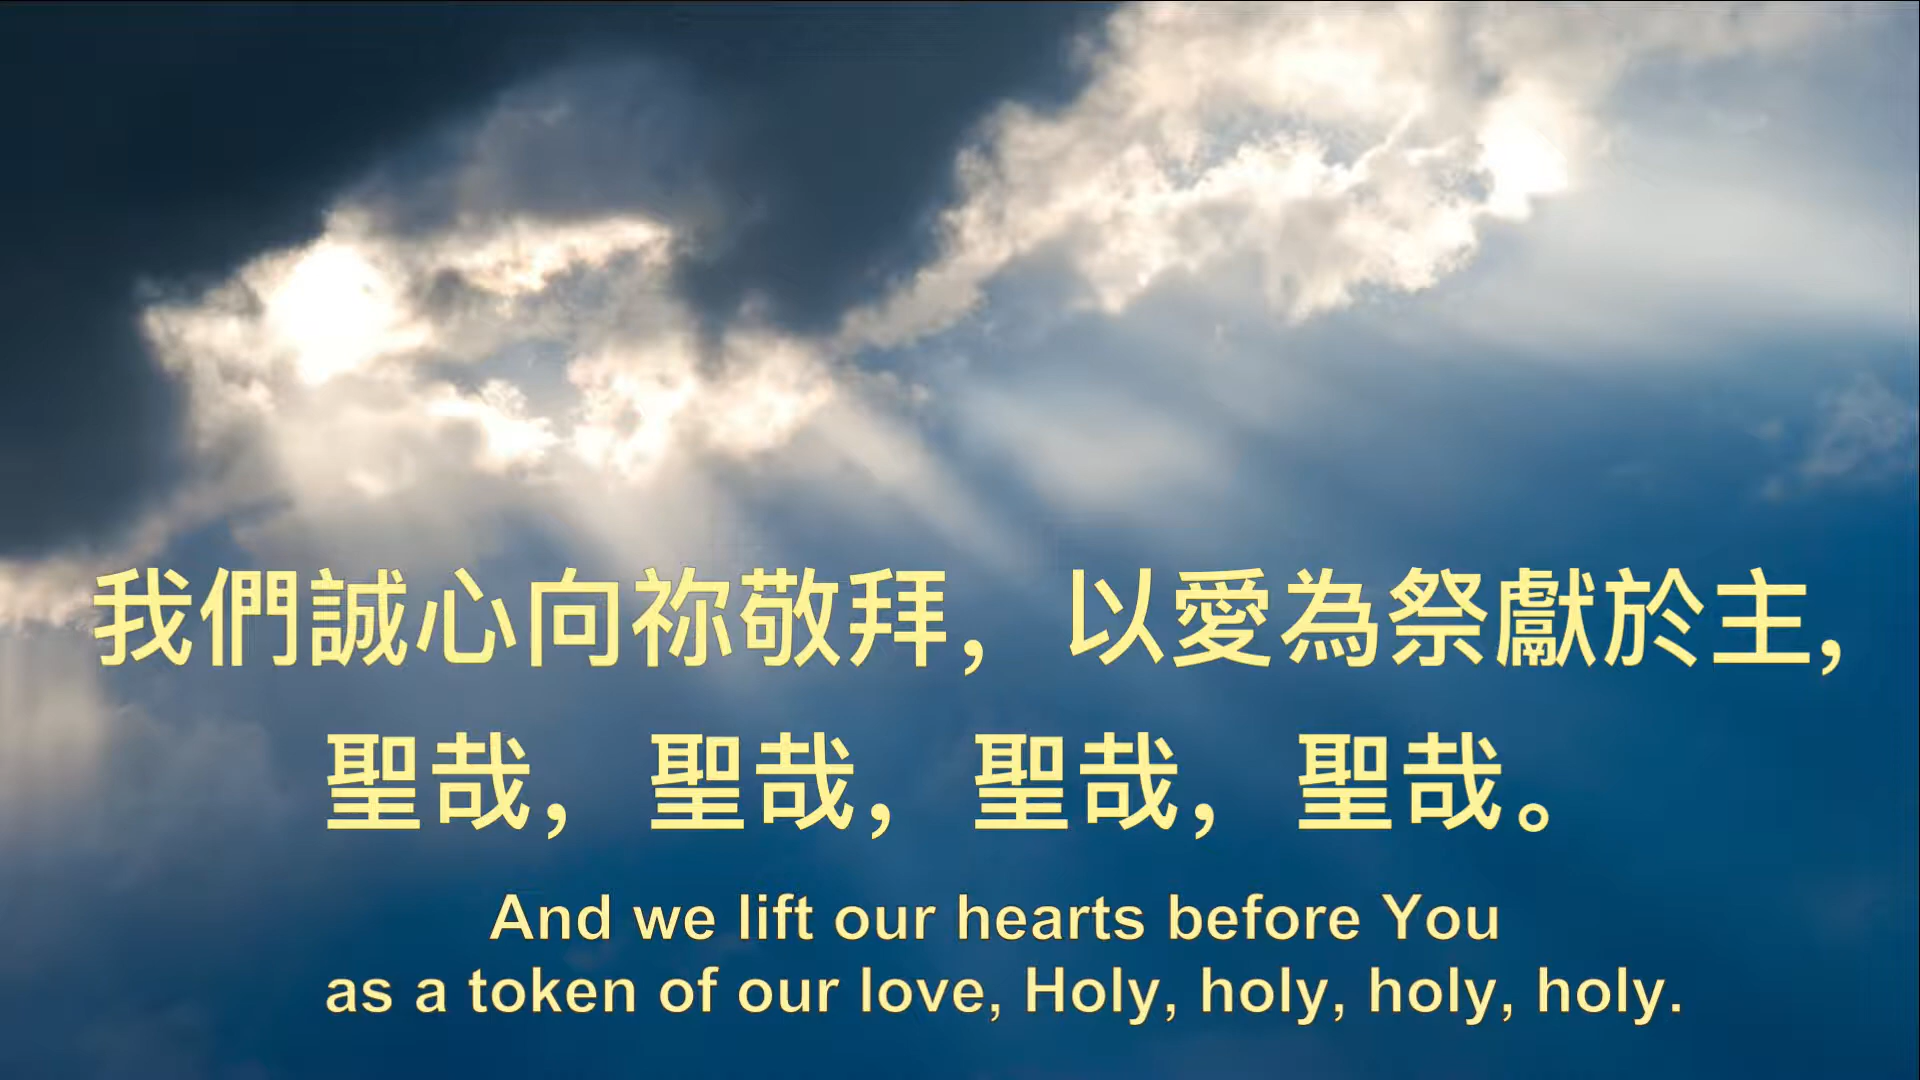 我們誠心向祢敬拜，以愛為祭獻於主，
聖哉，聖哉，聖哉，聖哉。
And we lift our hearts before You
as a token of our love, Holy, holy, holy, holy.